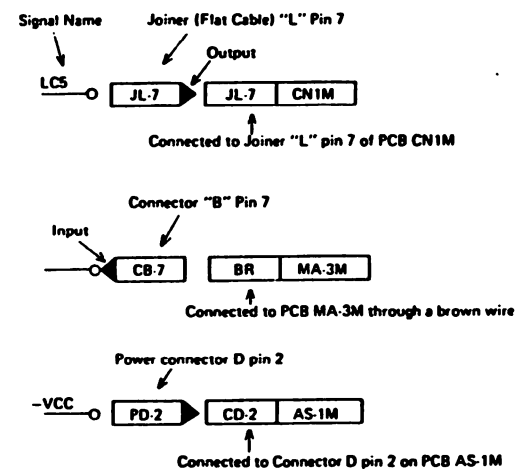 Signal Name Joiner (Flat Cable) "L" Pin 7
Output
LC5
JL-7 JL-7 CN1M
Connected to Joiner "L" pin 7 of PCB CN1M
Connector "B" Pin 7
Input
CB-7 BR MA-3M
Connected to PCB MA-3M through a brown wire
Power connector D pin 2
-VCC
PD-2 CD-2 AS-1M
Connected to Connector D pin 2 on PCB AS-1M